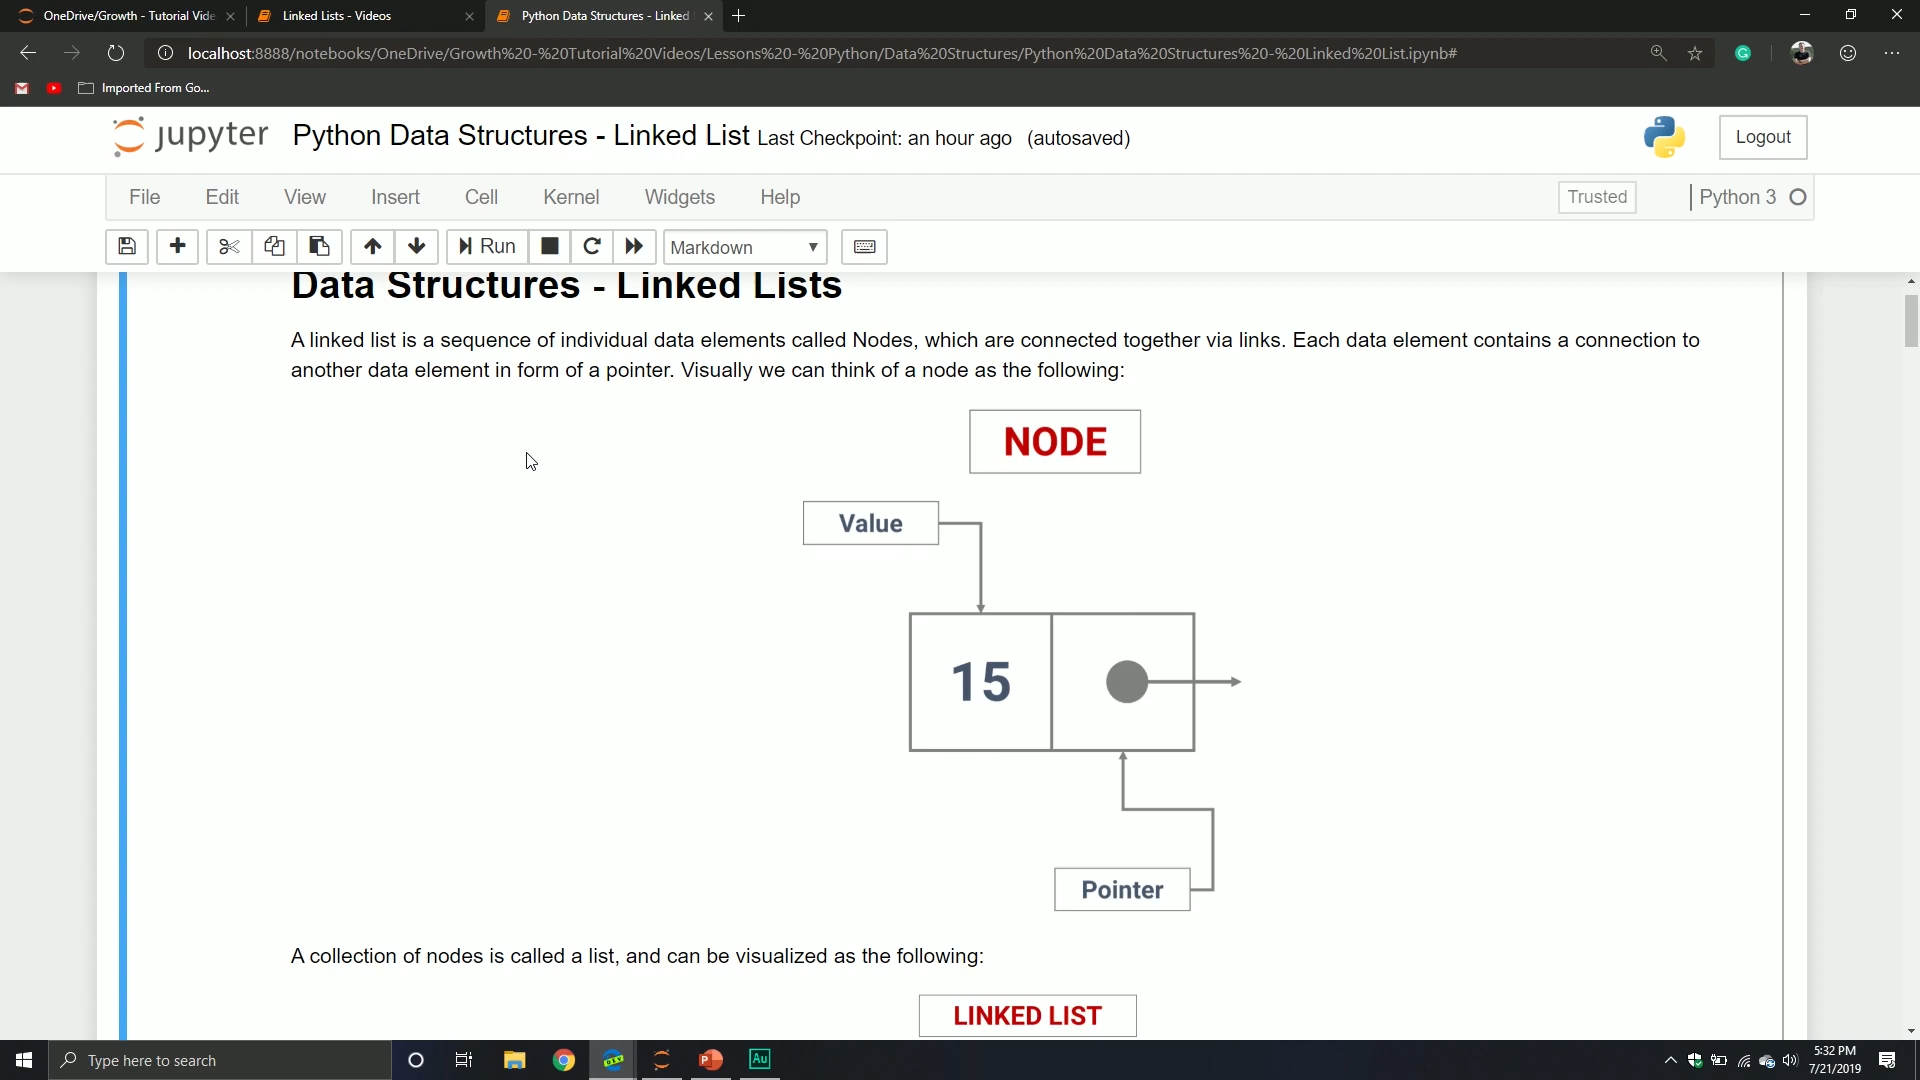 OneDrive/Growth - Tutorial Vide
Linked Lists - Videos
Python Data Structures - Linked
localhost:8888/notebooks/OneDrive/Growth%20-%20Tutorial%20Videos/Lessons%20-%20Python/Data%20Structures/Python%20Data%20Structures%20-%20Linked%20List.ipynb#
Imported From Go...
jupyter Python Data Structures - Linked List Last Checkpoint: an hour ago (autosaved)
Logout
File Edit View Insert Cell Kernel Widgets Help
Trusted
Python 3
Run
Markdown
Data Structures - Linked Lists
A linked list is a sequence of individual data elements called Nodes, which are connected together via links. Each data element contains a connection to
another data element in form of a pointer. Visually we can think of a node as the following:
NODE
Value
15
Pointer
A collection of nodes is called a list, and can be visualized as the following:
LINKED LIST
Type here to search
DEV
Au
5:32 PM
7/21/2019